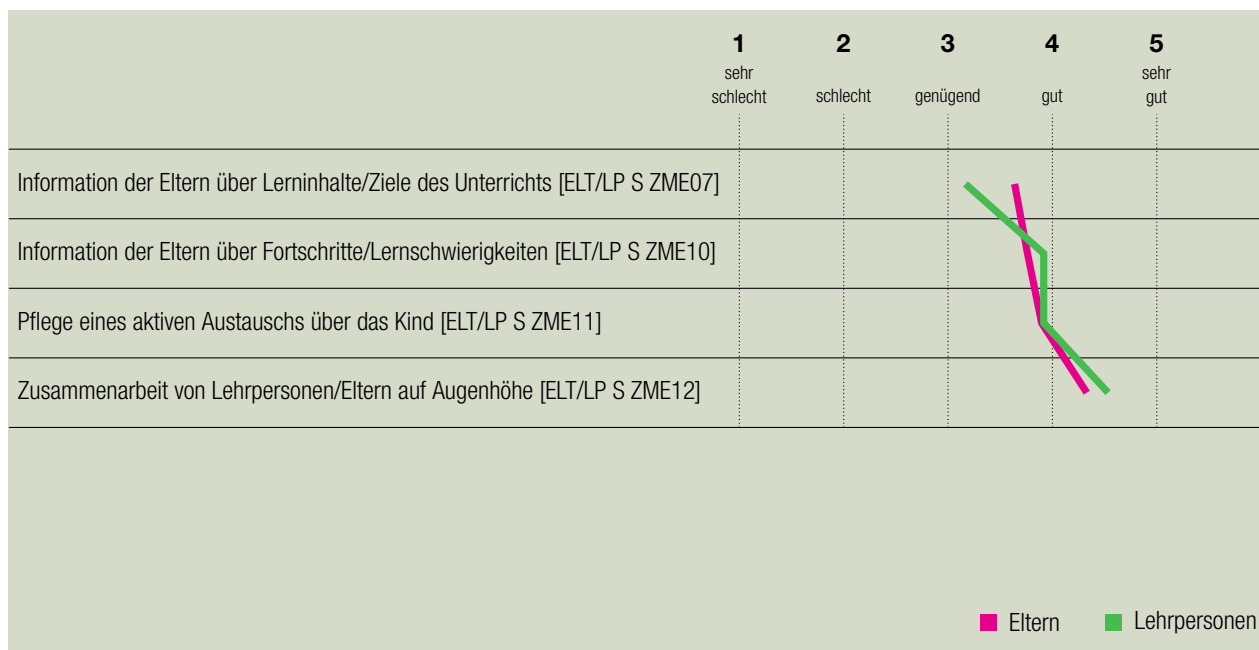 1 2 3 4 5
sehr sehr
schlecht schlecht genügend gut gut
Information der Eltern über Lerninhalte/Ziele des Unterrichts [ELT/LP S ZME07]
Information der Eltern über Fortschritte/Lernschwierigkeiten [ELT/LP S ZME10]
Pflege eines aktiven Austauschs über das Kind [ELT/LP S ZME11]
Zusammenarbeit von Lehrpersonen/Eltern auf Augenhöhe [ELT/LP S ZME12]
Eltern Lehrpersonen